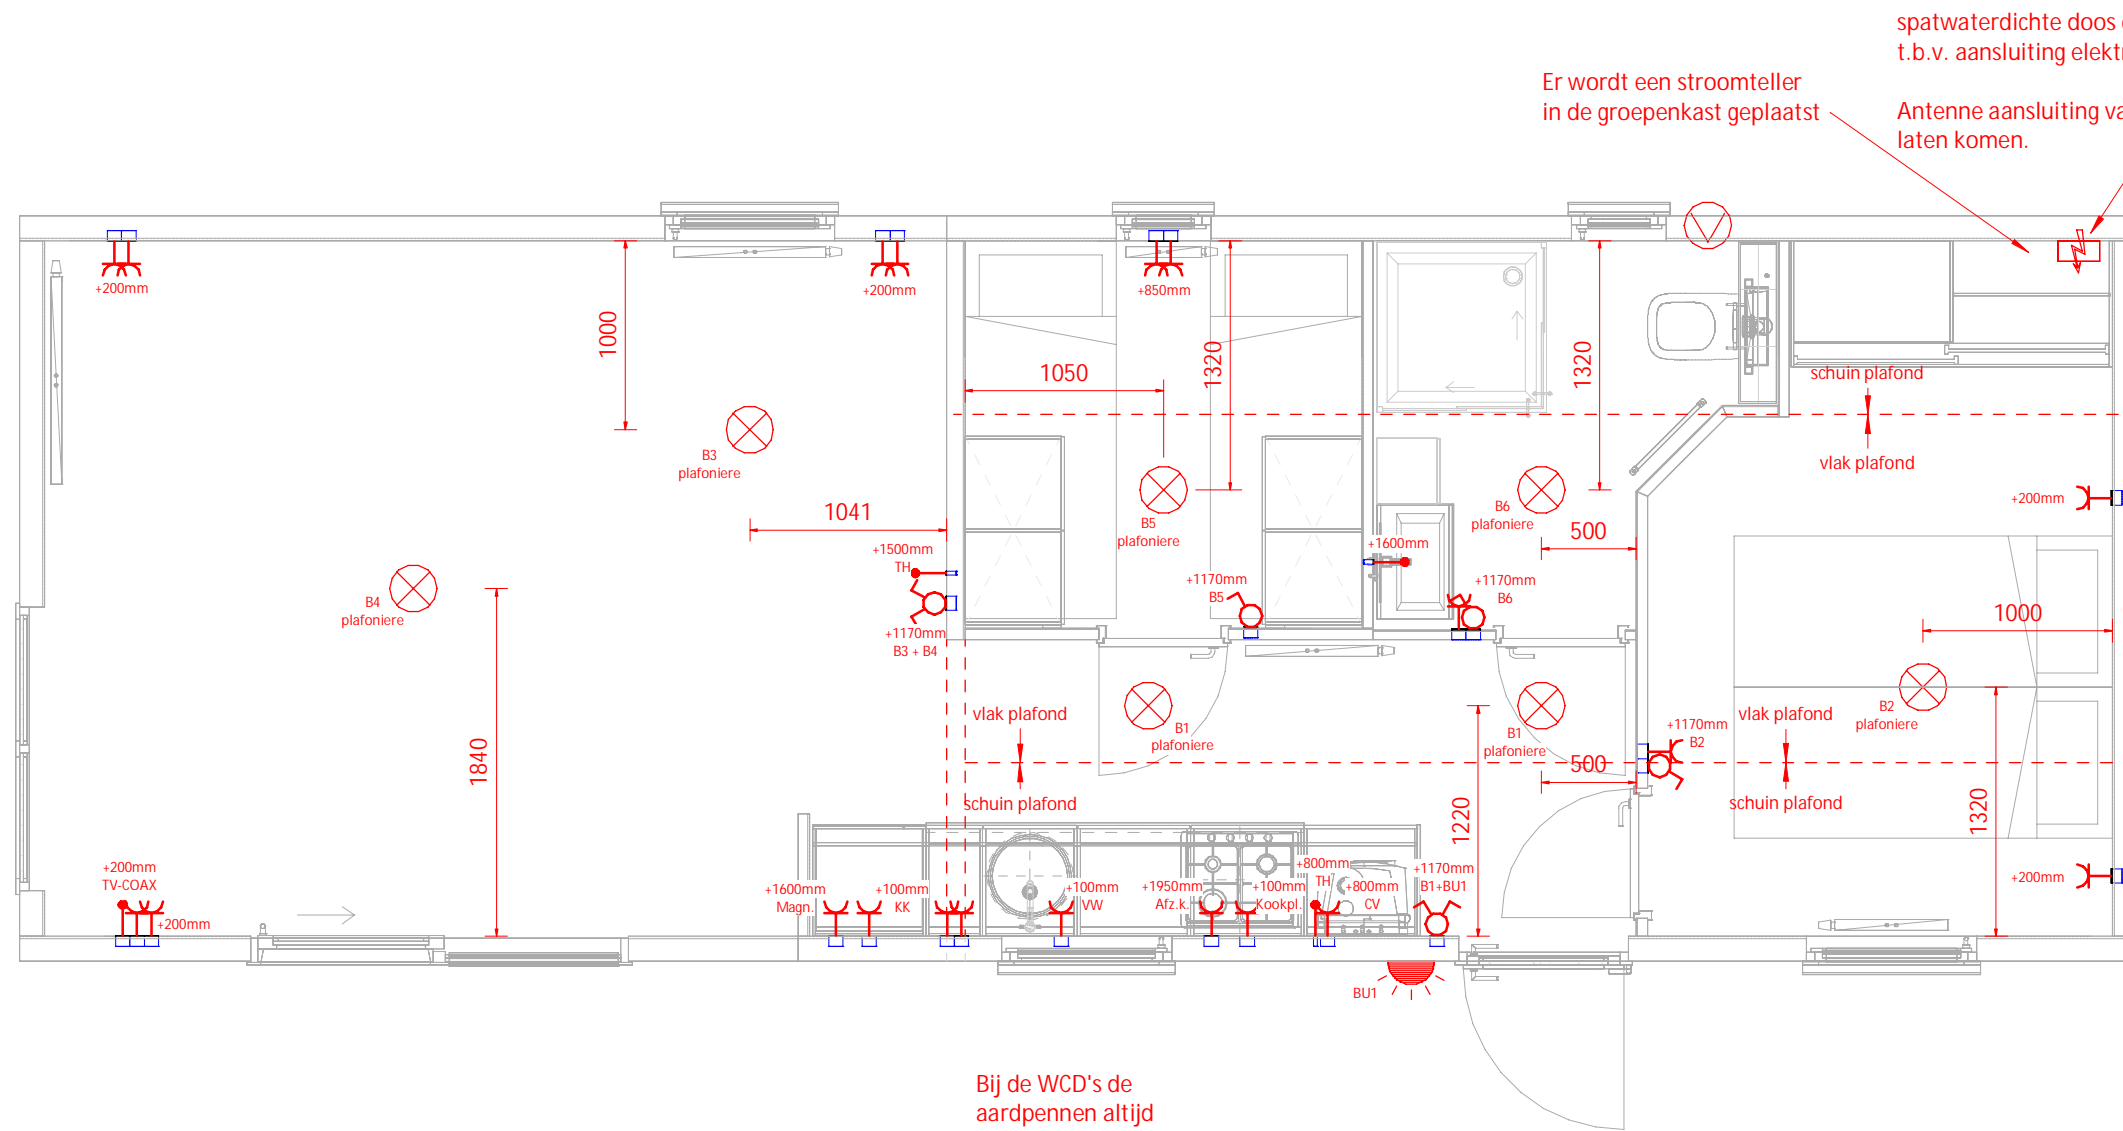 spatwaterdichte doos
t.b.v. aansluiting
Er wordt een stroomteller
in de groepenkast geplaatst
Antenne aansluiting
laten komen.
+200mm
+200mm
+850mm
1000
1050
1320
1320
schuin plafond
vlak plafond
B3
plafoniere
1041
+1500mm
TH
+1170mm
B3 + B4
B4
plafoniere
B5
plafoniere
+1170mm
B5
+1600mm
B6
plafoniere
500
+1170mm
B6
+200mm
1000
B2
plafoniere
+1170mm
B2
vlak plafond
schuin plafond
1320
vlak plafond
schuin plafond
B1
plafoniere
B1
plafoniere
500
1220
1840
+200mm
TV-COAX
+200mm
+1600mm
Magn.
+100mm
KK
+100mm
VW
+1950mm
Afz.k.
+100mm
Kookpl.
+800mm
TH
+800mm
CV
+1170mm
B1+BU1
+200mm
BU1
Bij de WCD's de
aardpennen altijd